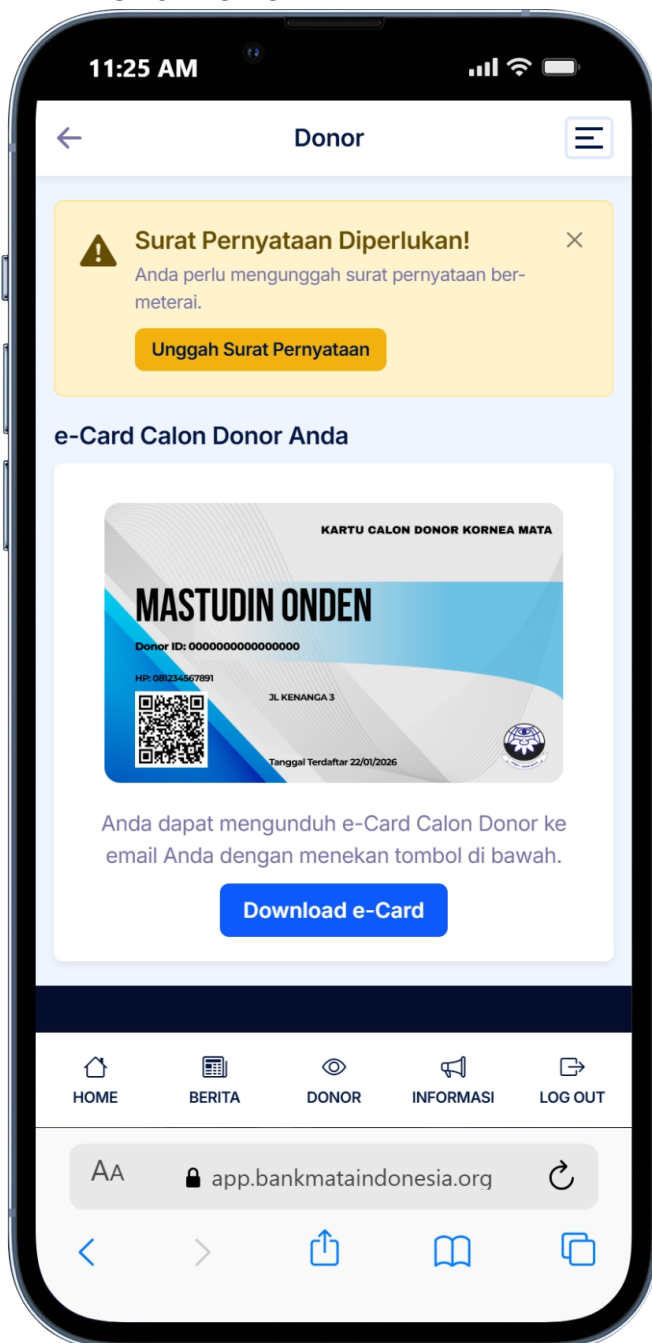 11:25 AM
Donor
Surat Pernyataan Diperlukan!
Anda perlu mengunggah surat pernyataan ber-
meterai.
Unggah Surat Pernyataan
e-Card Calon Donor Anda
KARTU CALON DONOR KORNEA MATA
MASTUDIN ONDEN
Donor ID: 0000000000000000
HP: 081234567891
JL KENANGA 3
Tanggal Terdaftar 22/01/2026
Anda dapat mengunduh e-Card Calon Donor ke
email Anda dengan menekan tombol di bawah.
Download e-Card
HOME BERITA DONOR INFORMASI LOG OUT
AA app.bankmataindonesia.org